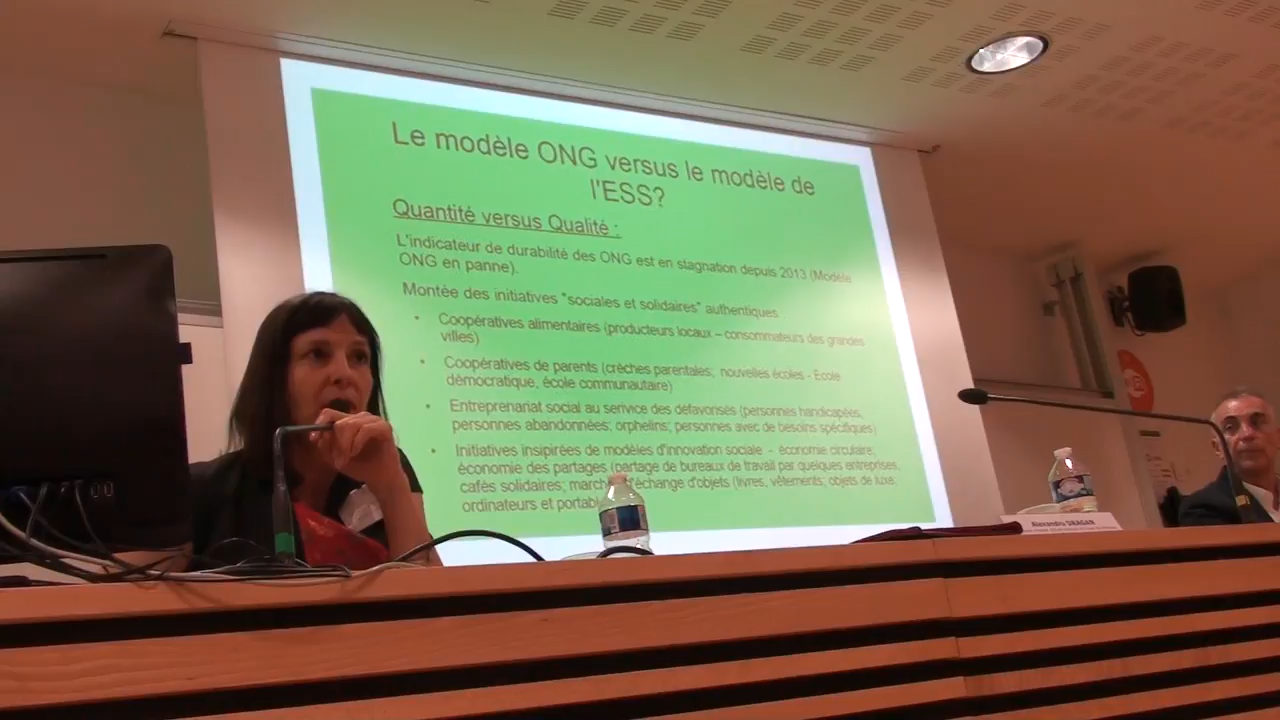 Le modèle ONG versus le modèle de
l'ESS?
Quantité versus Qualité :
L'indicateur de durabilité des ONG est en stagnation depuis 2013 (Modèle
ONG en panne).
Montée des initiatives "sociales et solidaires" authentiques
• Coopératives alimentaires (producteurs locaux – consommateurs des grandes
villes)
• Coopératives de parents (crèches parentales; nouvelles écoles - Ecole
démocratique, école communautaire)
• Entreprenariat social au serivice des défavorisés (personnes handicapées,
personnes abandonnées; orphelins; personnes avec de besoins spécifiques)
• Initiatives inspirées de modèles d'innovation sociale - économie circulaire;
économie des partages (partage de bureaux de travail par quelques entreprises,
cafés solidaires; d'échange d'objets (livres, vêtements; objets de luxe,
ordinateurs et
Alexandru DRAGAN